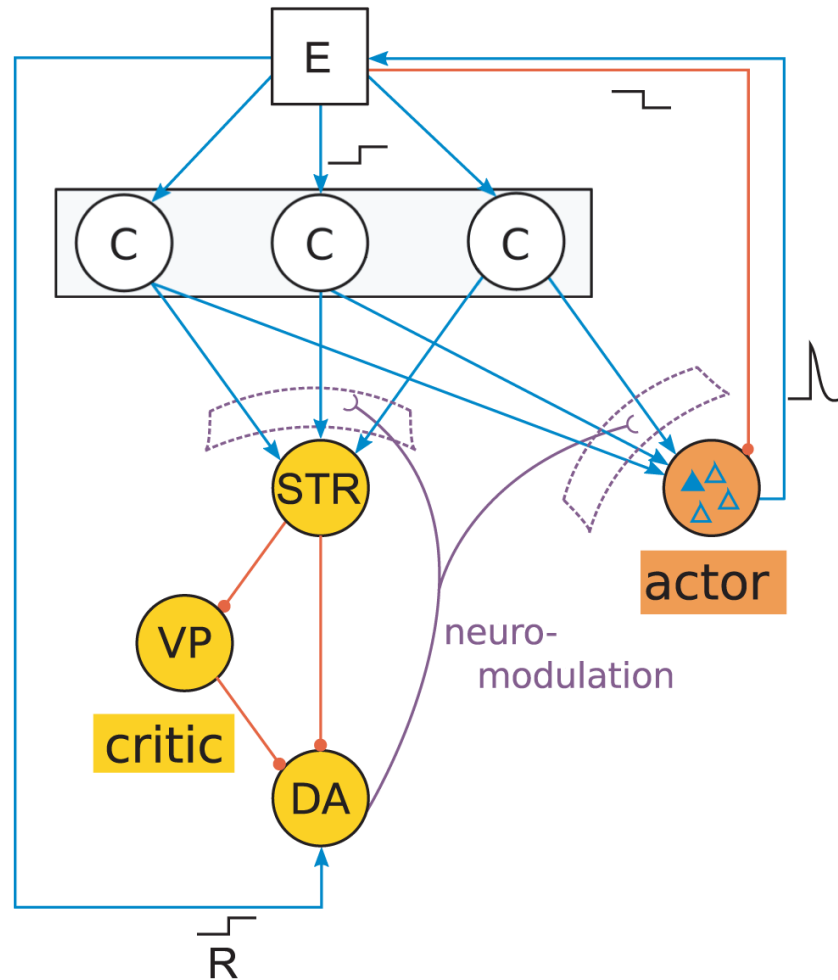 E
C
C
C
STR
actor
VP
neuro-
modulation
critic
DA
R